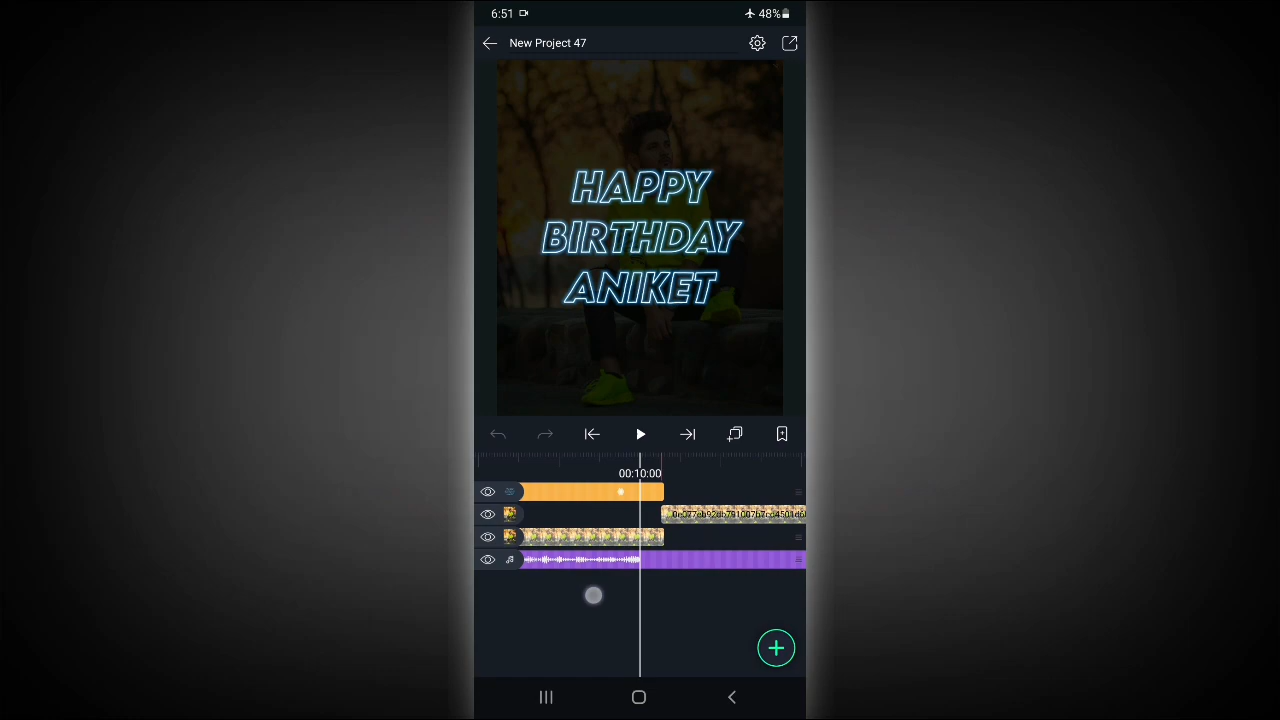 6:51
48%
New Project 47
HAPPY
BIRTHDAY
ANIKET
00:10:00